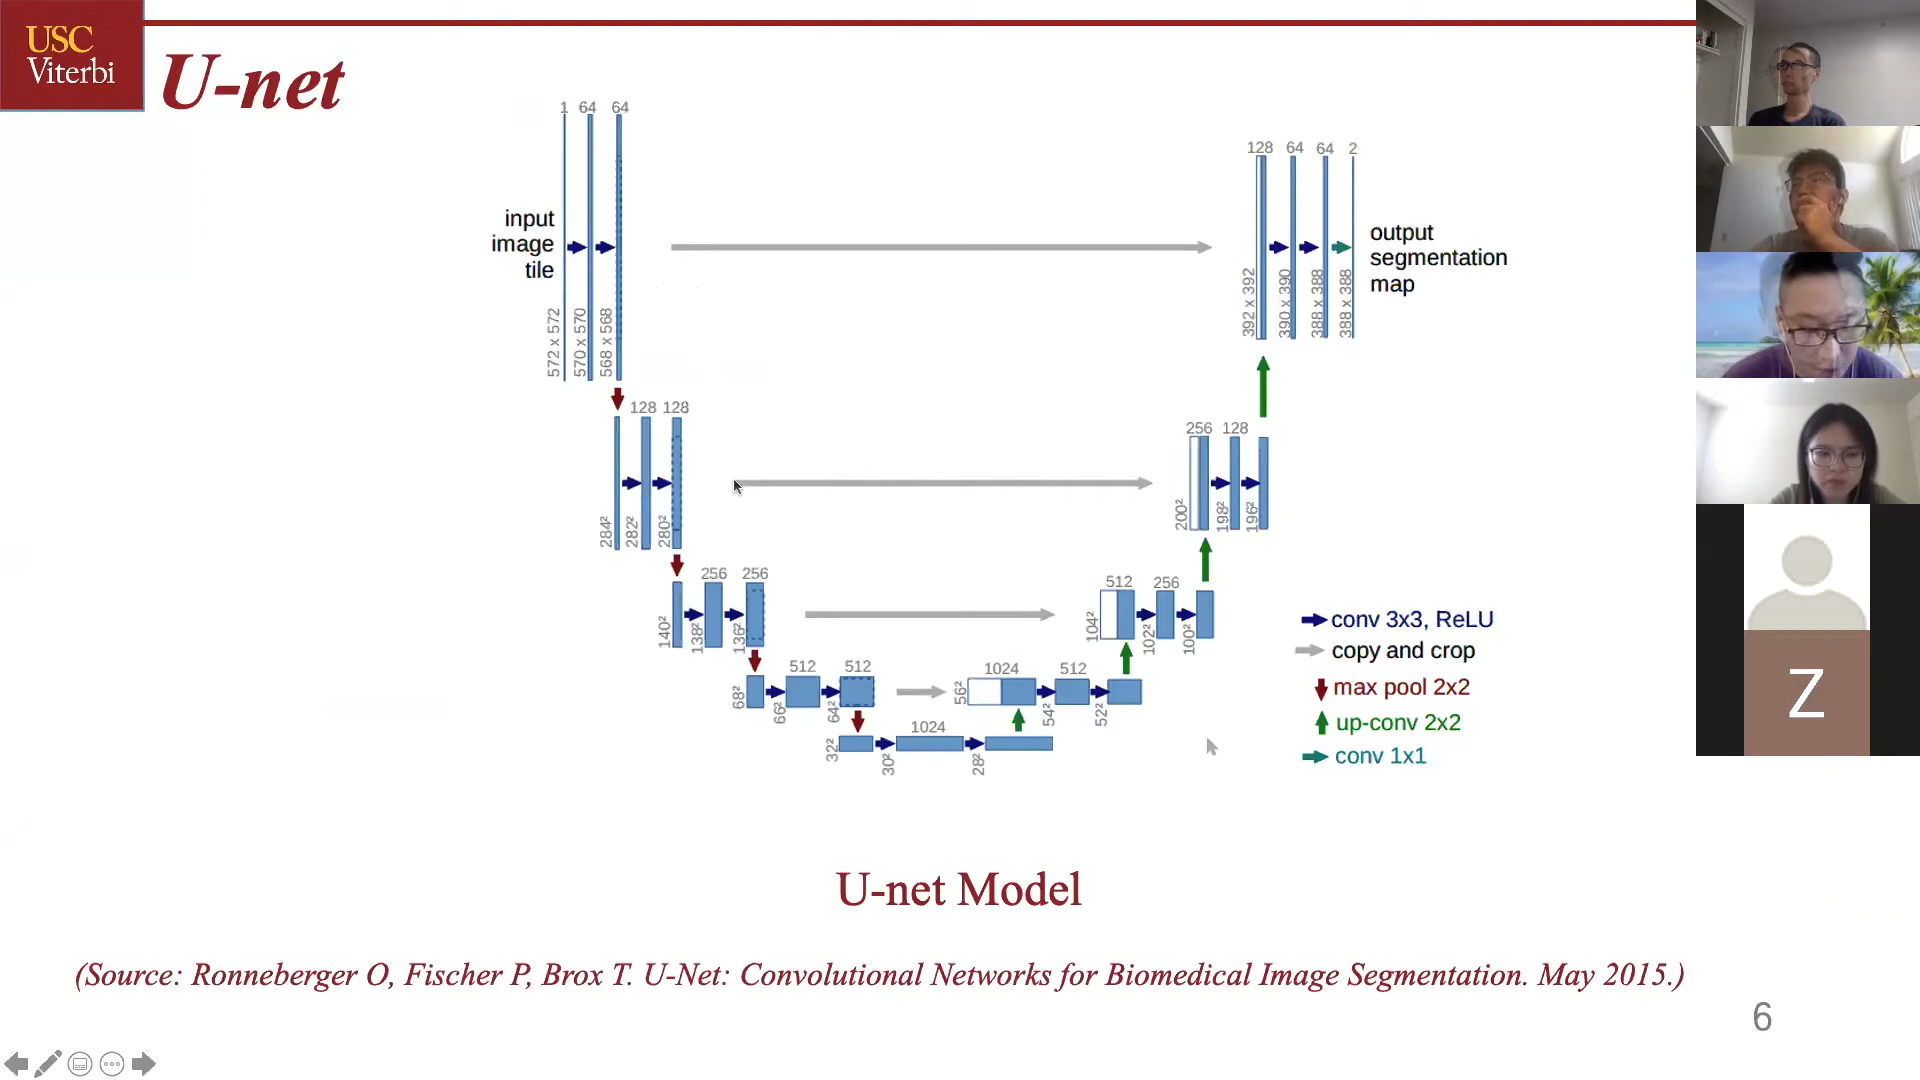 USC
Viterbi
U-net
1 64 64
128 64 64 2
input
image
tile
output
segmentation
map
572 x 572
570 x 570
568 x 568
392 x 392
390 x 390
388 x 388
388 x 388
128 128
256 128
284²
282²
280²
200²
198²
196²
256 256
512 256
140²
138²
136²
104²
102²
100²
512 512
1024 512
68²
66²
64²
56²
54²
52²
1024
32²
30²
28²
conv 3x3, ReLU
copy and crop
max pool 2x2
up-conv 2x2
conv 1x1
Z
U-net Model
(Source: Ronneberger O, Fischer P, Brox T. U-Net: Convolutional Networks for Biomedical Image Segmentation. May 2015.)
6